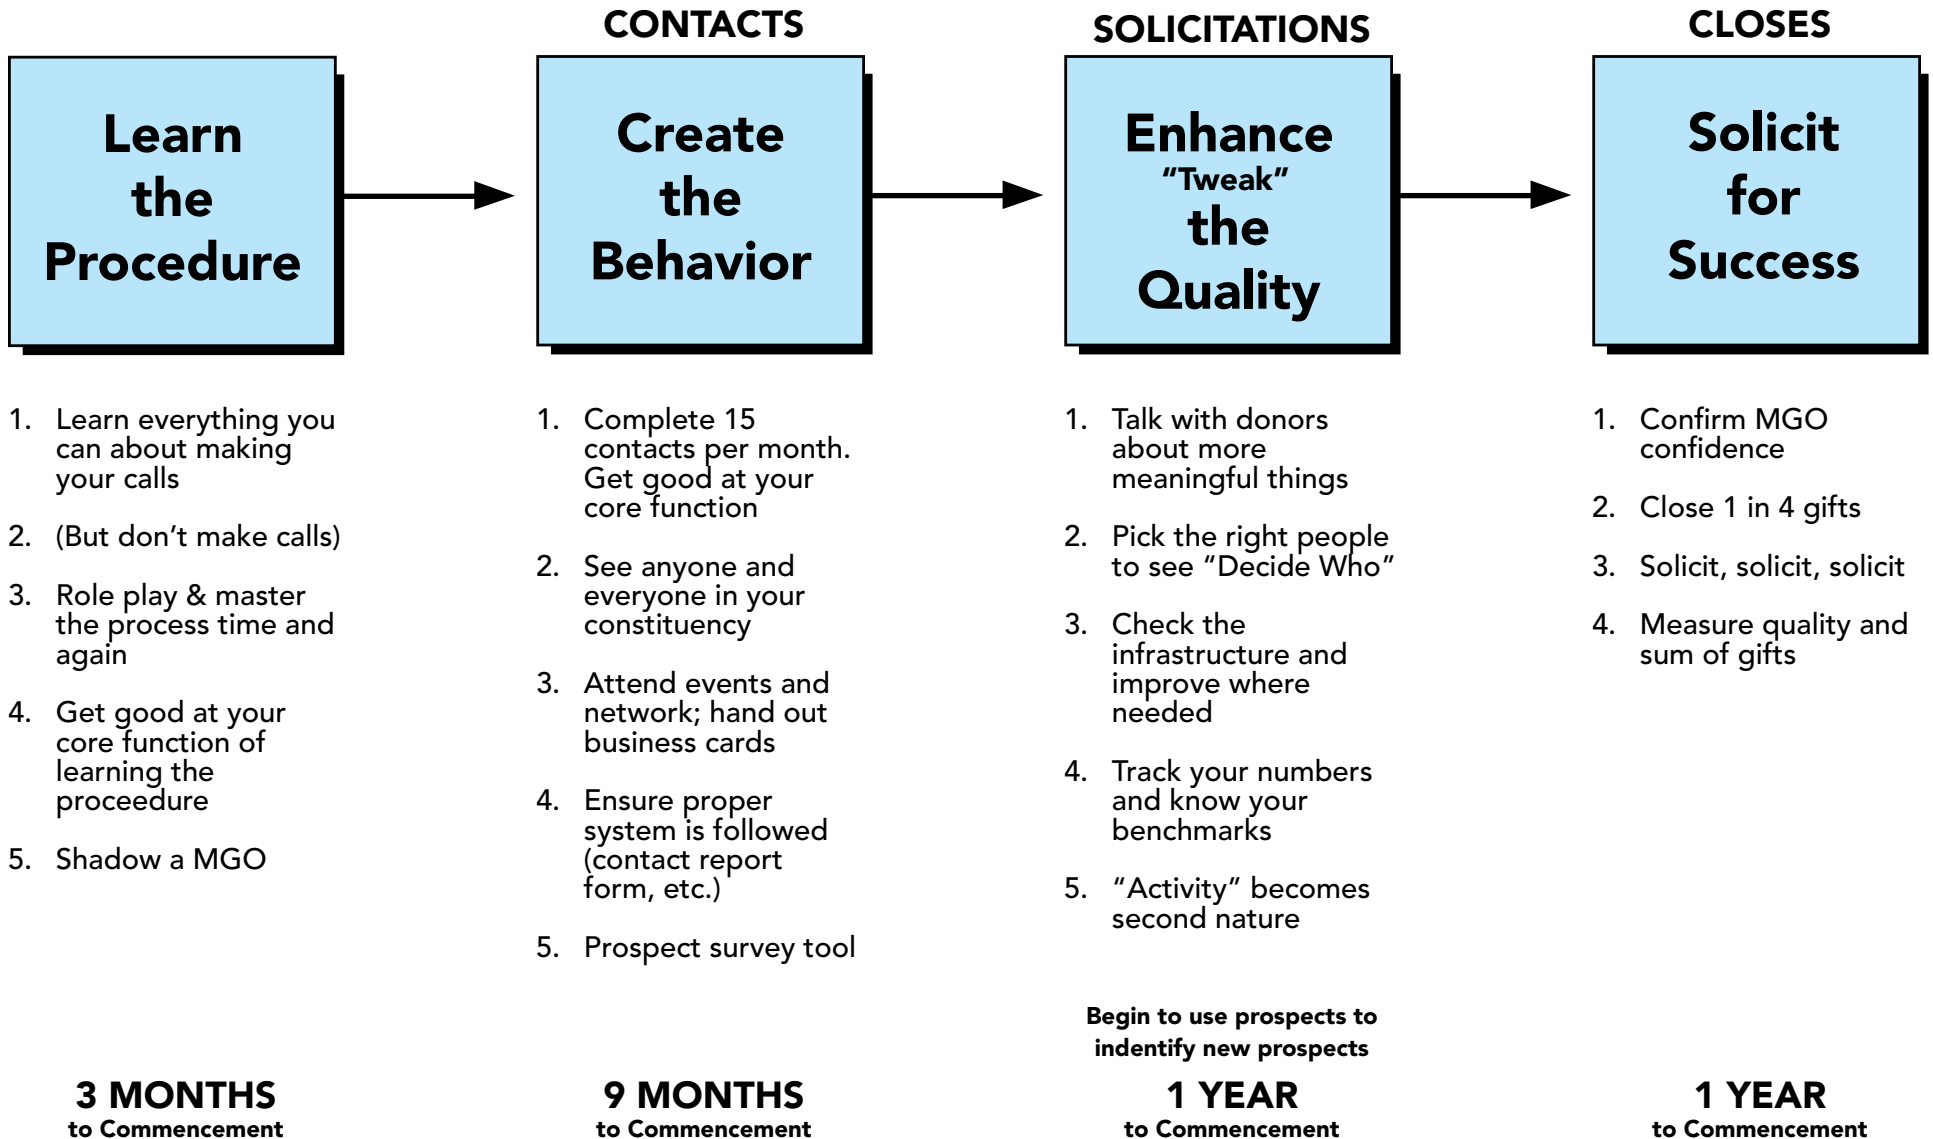 Learn
the
Procedure
1. Learn everything you
can about making
your calls
2. (But don’t make calls)
3. Role play & master
the process time and
again
4. Get good at your
core function of
learning the
proceedure
5. Shadow a MGO
3 MONTHS
to Commencement
CONTACTS
Create
the
Behavior
1. Complete 15
contacts per month.
Get good at your
core function
2. See anyone and
everyone in your
constituency
3. Attend events and
network; hand out
business cards
4. Ensure proper
system is followed
(contact report
form, etc.)
5. Prospect survey tool
9 MONTHS
to Commencement
SOLICITATIONS
Enhance
“Tweak”
the
Quality
1. Talk with donors
about more
meaningful things
2. Pick the right people
to see “Decide Who”
3. Check the
infrastructure and
improve where
needed
4. Track your numbers
and know your
benchmarks
5. “Activity” becomes
second nature
Begin to use prospects to
indentify new prospects
1 YEAR
to Commencement
CLOSES
Solicit
for
Success
1. Confirm MGO
confidence
2. Close 1 in 4 gifts
3. Solicit, solicit, solicit
4. Measure quality and
sum of gifts
1 YEAR
to Commencement